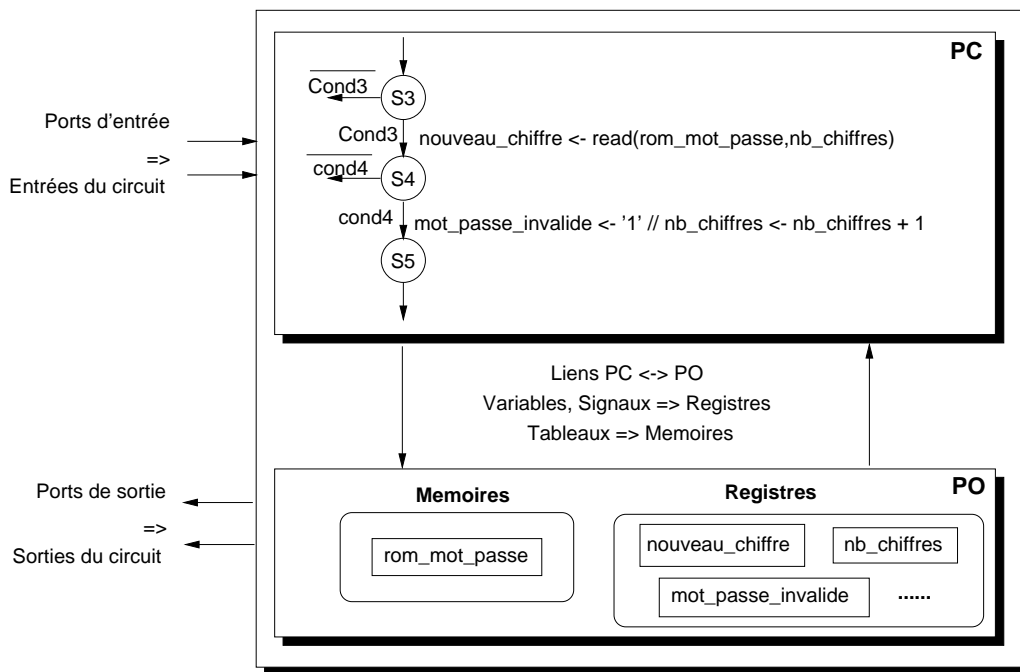 PC
Cond3
S3
Cond3
nouveau_chiffre <- read(rom_mot_passe,nb_chiffres)
cond4
S4
cond4
mot_passe_invalide <- '1' // nb_chiffres <- nb_chiffres + 1
S5
Ports d'entrée
=>
Entrées du circuit
Liens PC <-> PO
Variables, Signaux => Registres
Tableaux => Memoires
Ports de sortie
=>
Sorties du circuit
PO
Memoires
rom_mot_passe
Registres
nouveau_chiffre
nb_chiffres
mot_passe_invalide
......